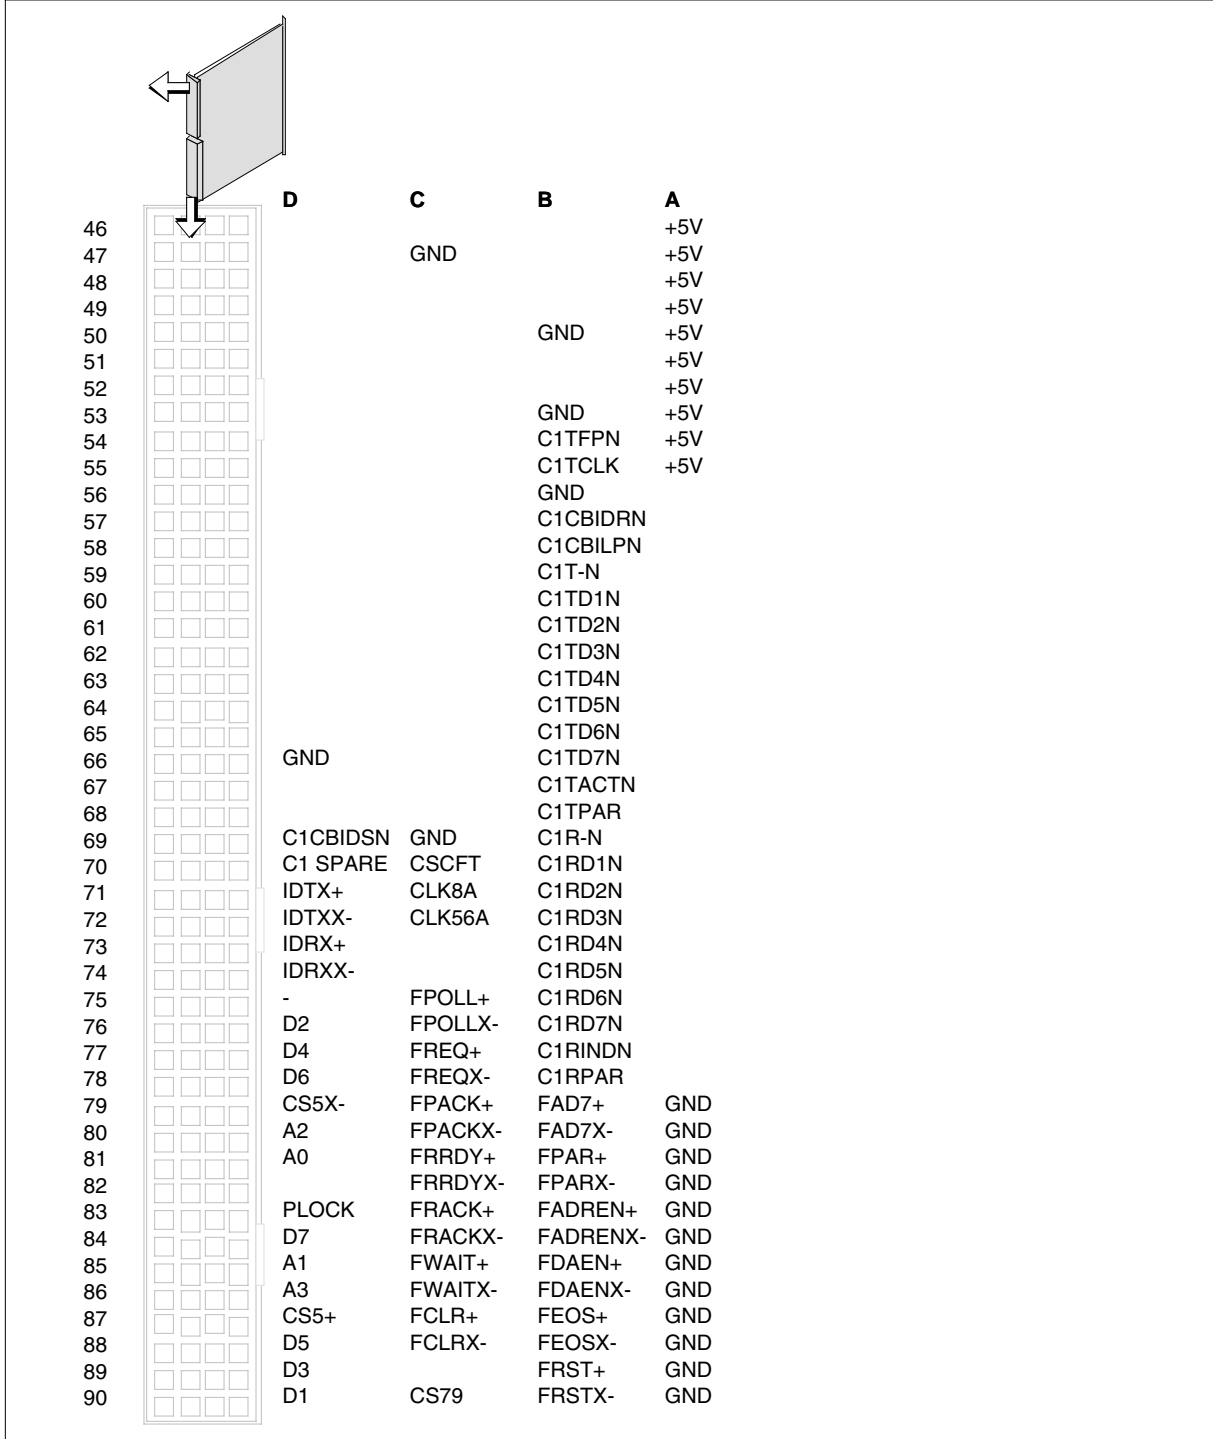 D C B A
46 +5V
47 GND +5V
48 +5V
49 +5V
50 GND +5V
51 +5V
52 +5V
53 GND +5V
54 C1TFPN +5V
55 C1TCLK +5V
56 GND
57 C1CBIDRN
58 C1CBILPN
59 C1T-N
60 C1TD1N
61 C1TD2N
62 C1TD3N
63 C1TD4N
64 C1TD5N
65 C1TD6N
66 GND C1TD7N
67 C1TACTN
68 C1TPAR
69 C1CBIDSN GND C1R-N
70 C1 SPARE CSCFT C1RD1N
71 IDTX+ CLK8A C1RD2N
72 IDTXX- CLK56A C1RD3N
73 IDRX+ C1RD4N
74 IDRXX- C1RD5N
75 - FPOLL+ C1RD6N
76 D2 FPOLLX- C1RD7N
77 D4 FREQ+ C1RINDN
78 D6 FREQX- C1RPAR
79 CS5X- FPACK+ FAD7+ GND
80 A2 FPACKX- FAD7X- GND
81 A0 FRRDY+ FPAR+ GND
82 FRRDYX- FPARX- GND
83 PLOCK FRACK+ FADREN+ GND
84 D7 FRACKX- FADRENX- GND
85 A1 FWAIT+ FDAEN+ GND
86 A3 FWAITX- FDAENX- GND
87 CS5+ FCLR+ FEOS+ GND
88 D5 FCLRX- FEOSX- GND
89 D3 FRST+ GND
90 D1 CS79 FRSTX- GND